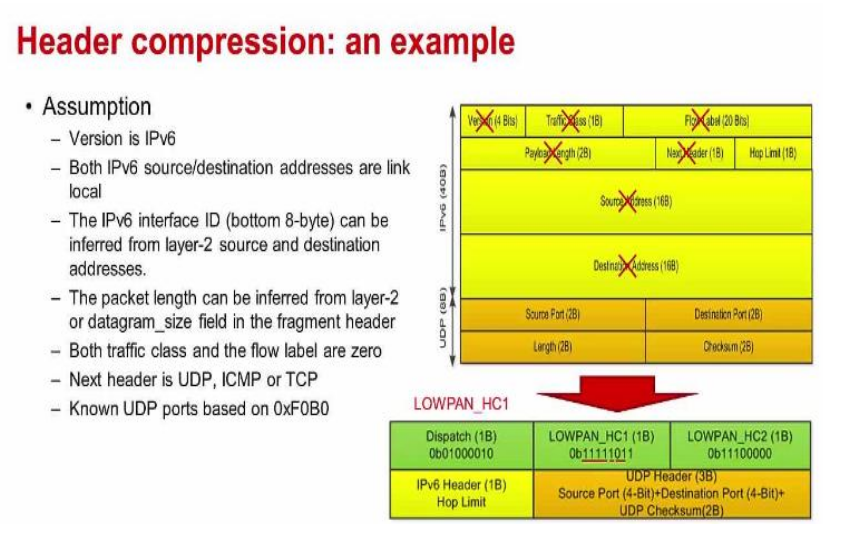 Header compression: an example
• Assumption
– Version is IPv6
– Both IPv6 source/destination addresses are link
local
– The IPv6 interface ID (bottom 8-byte) can be
inferred from layer-2 source and destination
addresses.
– The packet length can be inferred from layer-2
or datagram_size field in the fragment header
– Both traffic class and the flow label are zero
– Next header is UDP, ICMP or TCP
– Known UDP ports based on 0xF0B0
IPv6 (40B)
UDP (8B)
Version (4 Bits)
Traffic Class (1B)
Flow Label (20 Bits)
Payload Length (2B)
Next Header (1B)
Hop Limit (1B)
Source Address (16B)
Destination Address (16B)
Source Port (2B)
Destination Port (2B)
Length (2B)
Checksum (2B)
LOWPAN_HC1
Dispatch (1B)
0b01000010
LOWPAN_HC1 (1B)
0b11111011
LOWPAN_HC2 (1B)
0b11100000
IPv6 Header (1B)
Hop Limit
UDP Header (3B)
Source Port (4-Bit)+Destination Port (4-Bit)+
UDP Checksum(2B)